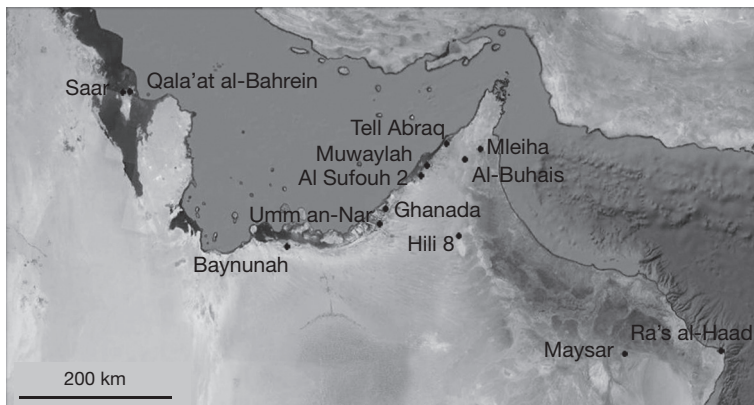 Saar
Qala'at al-Bahrein
Tell Abraq
Muwaylah
Mleiha
Al Sufouh 2
Al-Buhais
Umm an-Nar
Ghanada
Hili 8
Baynunah
Ra's al-Haad
Maysar
200 km